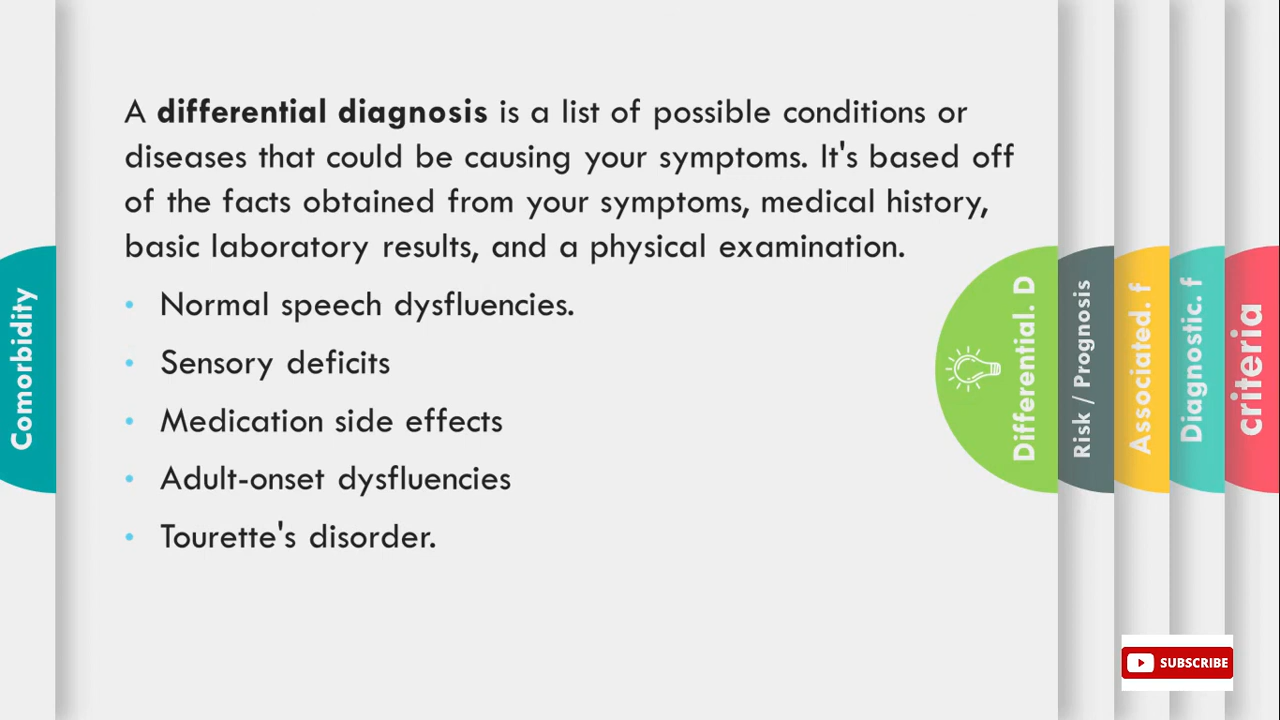 A differential diagnosis is a list of possible conditions or
diseases that could be causing your symptoms. It's based off
of the facts obtained from your symptoms, medical history,
basic laboratory results, and a physical examination.
• Normal speech dysfluencies.
• Sensory deficits
• Medication side effects
• Adult-onset dysfluencies
• Tourette's disorder.
Comorbidity
Differential. D
Risk / Prognosis
Associated. f
Diagnostic. f
criteria
SUBSCRIBE